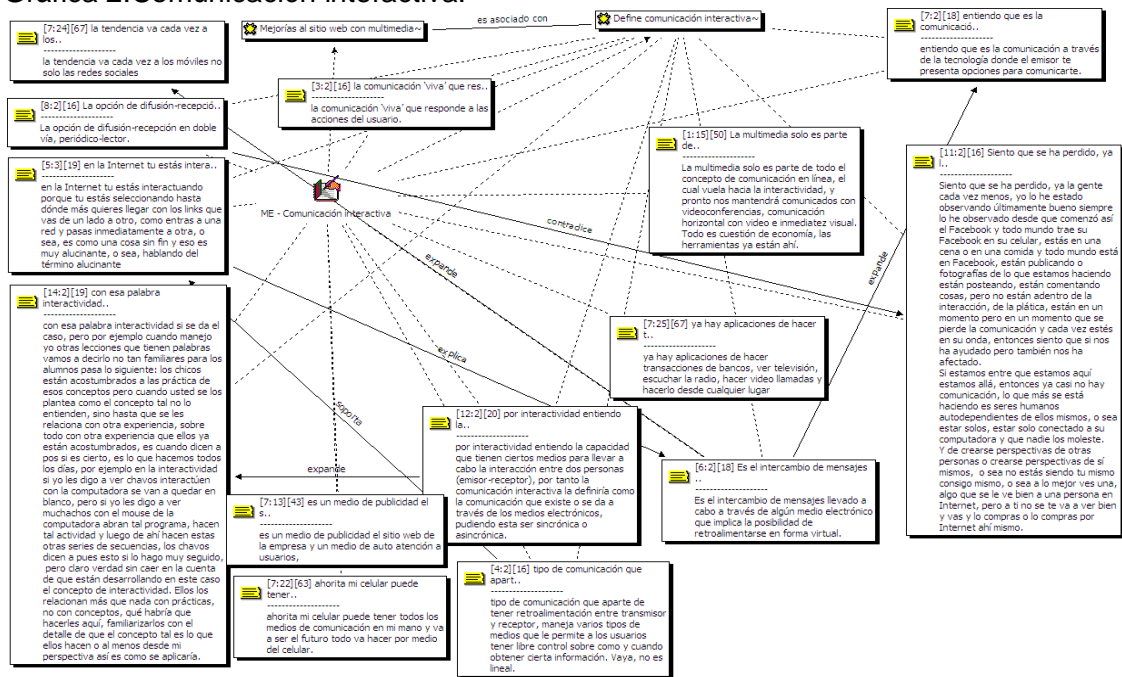 Gráfica 2.Comunicación interactiva.
[7:24][67] la tendencia va cada vez a
los..
--------------------
la tendencia va cada vez a los móviles no
solo las redes sociales
Mejorías al sitio web con multimedia~
es asociado con
Define comunicación interactiva~
[7:2][18] entiendo que es la
comunicació..
--------------------
entiendo que es la comunicación a través
de la tecnología donde el emisor te
presenta opciones para comunicarte.
[3:2][16] la comunicación 'viva' que res..
--------------------
la comunicación 'viva' que responde a las
acciones del usuario.
[8:2][16] La opción de difusión-recepció..
--------------------
La opción de difusión-recepción en doble
vía, periódico-lector.
[1:15][50] La multimedia solo es parte
de..
--------------------
La multimedia solo es parte de todo el
concepto de comunicación en línea, el
cual vuela hacia la interactividad, y
pronto nos mantendrá comunicados con
videoconferencias, comunicación
horizontal con video e inmediatez visual.
Todo es cuestión de economía, las
herramientas ya están ahí.
[5:3][19] en la Internet tu estás intera..
--------------------
en la Internet tu estás interactuando
porque tu estás seleccionando hasta
dónde más quieres llegar con los links que
vas de un lado a otro, como entras a una
red y pasas inmediatamente a otra, o
sea, es como una cosa sin fin y eso es
muy alucinante, o sea, hablando del
término alucinante
ME - Comunicación interactiva
contradice
expande
expande
[11:2][16] Siento que se ha perdido, ya
l..
--------------------
Siento que se ha perdido, ya la gente
cada vez menos, yo lo he estado
observando últimamente bueno siempre
lo he observado desde que comenzó así
el Facebook y todo mundo trae su
Facebook en su celular, estás en una
cena o en una comida y todo mundo está
en Facebook, están publicando o
fotografías de lo que estamos haciendo
están posteando, están comentando
cosas, pero no están adentro de la
interacción, de la plática, están en un
momento pero en un momento que se
pierde la comunicación y cada vez estés
en su onda, entonces siento que si nos
ha ayudado pero también nos ha
afectado.
Si estamos entre que estamos aquí
estamos allá, entonces ya casi no hay
comunicación, lo que más se está
haciendo es seres humanos
autodependientes de ellos mismos, o sea
estar solos, estar solo conectado a su
computadora y que nadie los moleste.
Y de crearse perspectivas de otras
personas o crearse perspectivas de sí
mismos, o sea no estás siendo tu mismo
consigo mismo, o sea a lo mejor ves una,
algo que se le ve bien a una persona en
Internet, pero a ti no se te va a ver bien
y vas y lo compras o lo compras por
Internet ahí mismo.
[14:2][19] con esa palabra
interactividad..
--------------------
con esa palabra interactividad si se da el
caso, pero por ejemplo cuando manejo
yo otras lecciones que tienen palabras
vamos a decirlo no tan familiares para los
alumnos pasa lo siguiente: los chicos
están acostumbrados a las práctica de
esos conceptos pero cuando usted se los
plantea como el concepto tal no lo
entienden, sino hasta que se les
relaciona con otra experiencia, sobre
todo con otra experiencia que ellos ya
están acostumbrados, es cuando dicen a
pos si es cierto, es lo que hacemos todos
los días, por ejemplo en la interactividad
si yo les digo a ver chavos interactúen
con la computadora se van a quedar en
blanco, pero si yo les digo a ver
muchachos con el mouse de la
computadora abran tal programa, hacen
tal actividad y luego de ahí hacen estas
otras series de secuencias, los chavos
dicen a pues esto si lo hago muy seguido,
pero claro verdad sin caer en la cuenta
de que están desarrollando en este caso
el concepto de interactividad. Ellos los
relacionan más que nada con prácticas,
no con conceptos, qué habría que
hacerles aquí, familiarizarlos con el
detalle de que el concepto tal es lo que
ellos hacen o al menos desde mi
perspectiva así es como se aplicaría.
[7:25][67] ya hay aplicaciones de hacer
t..
--------------------
ya hay aplicaciones de hacer
transacciones de bancos, ver televisión,
escuchar la radio, hacer video llamadas y
hacerlo desde cualquier lugar
explica
soporta
expande
[12:2][20] por interactividad entiendo
la..
--------------------
por interactividad entiendo la capacidad
que tienen ciertos medios para llevar a
cabo la interacción entre dos personas
(emisor-receptor), por tanto la
comunicación interactiva la definiría como
la comunicación que existe o se da a
través de los medios electrónicos,
pudiendo esta ser sincrónica o
asincrónica.
[6:2][18] Es el intercambio de mensajes
..
--------------------
Es el intercambio de mensajes llevado a
cabo a través de algún medio electrónico
que implica la posibilidad de
retroalimentarse en forma virtual.
[7:13][43] es un medio de publicidad el
s..
--------------------
es un medio de publicidad el sitio web de
la empresa y un medio de auto atención a
usuarios,
[7:22][63] ahorita mi celular puede
tener..
--------------------
ahorita mi celular puede tener todos los
medios de comunicación en mi mano y va
a ser el futuro todo va hacer por medio
del celular.
[4:2][16] tipo de comunicación que
apart..
--------------------
tipo de comunicación que aparte de
tener retroalimentación entre transmisor
y receptor, maneja varios tipos de
medios que le permite a los usuarios
tener libre control sobre como y cuando
obtener cierta información. Vaya, no es
lineal.